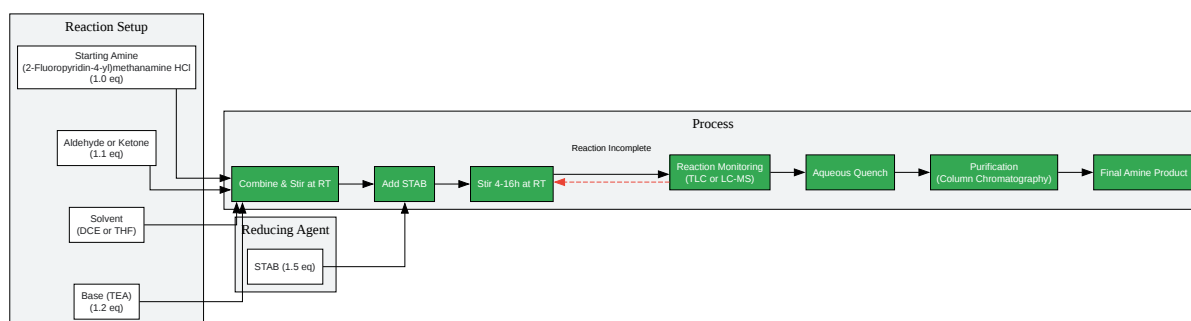 Reaction Setup
Starting Amine
(2-Fluoropyridin-4-yl)methanamine HCl
(1.0 eq)
Aldehyde or Ketone
(1.1 eq)
Solvent
(DCE or THF)
Base (TEA)
(1.2 eq)
Process
Combine & Stir at RT
Add STAB
Stir 4-16h at RT
Reaction Incomplete
Reaction Monitoring
(TLC or LC-MS)
Aqueous Quench
Purification
(Column Chromatography)
Final Amine Product
Reducing Agent
STAB (1.5 eq)